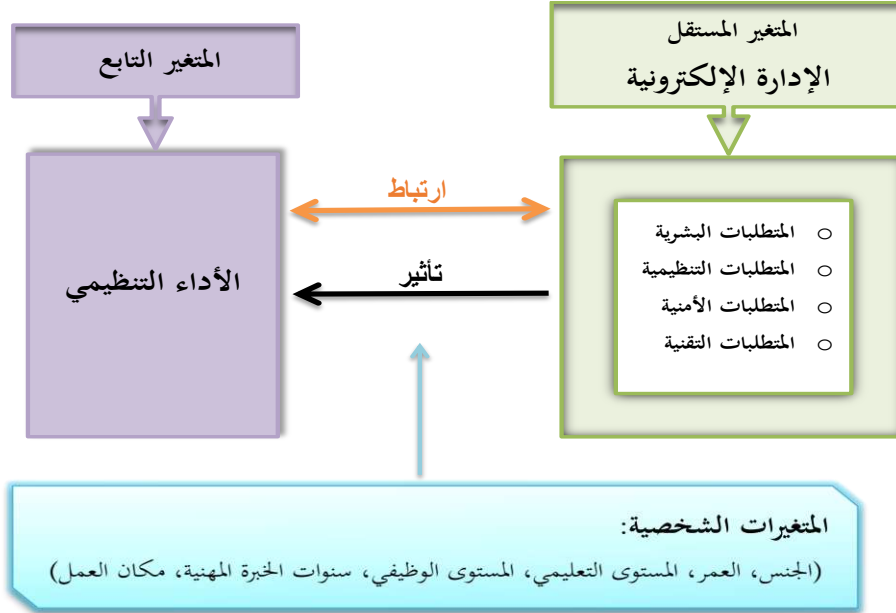 المتغير المستقل
الإدارة الإلكترونية
المتغير التابع
ارتباط
تأثير
المتطلبات البشرية
المتطلبات التنظيمية
المتطلبات الأمنية
المتطلبات التقنية
الأداء التنظيمي
المتغيرات الشخصية:
(الجنس، العمر، المستوى التعليمي، المستوى الوظيفي، سنوات الخبرة المهنية، مكان العمل)